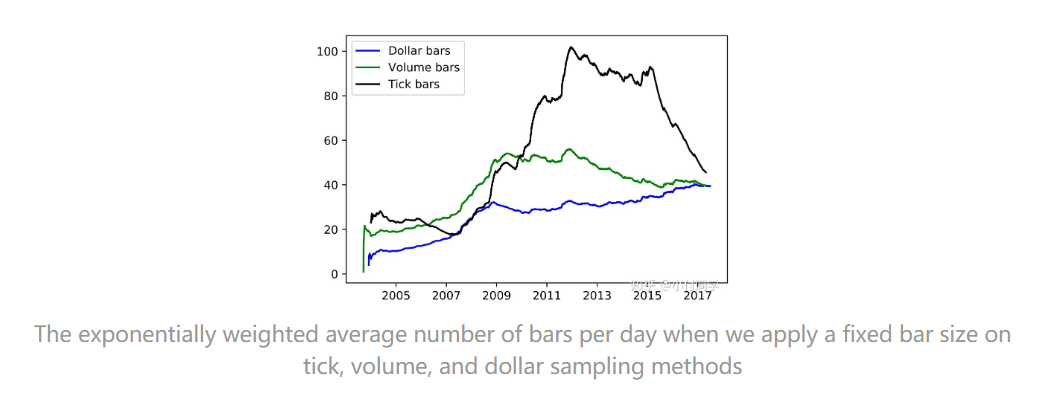 100
80
60
40
20
0
Dollar bars
Volume bars
Tick bars
2005 2007 2009 2011 2013 2015 2017
The exponentially weighted average number of bars per day when we apply a fixed bar size on
tick, volume, and dollar sampling methods